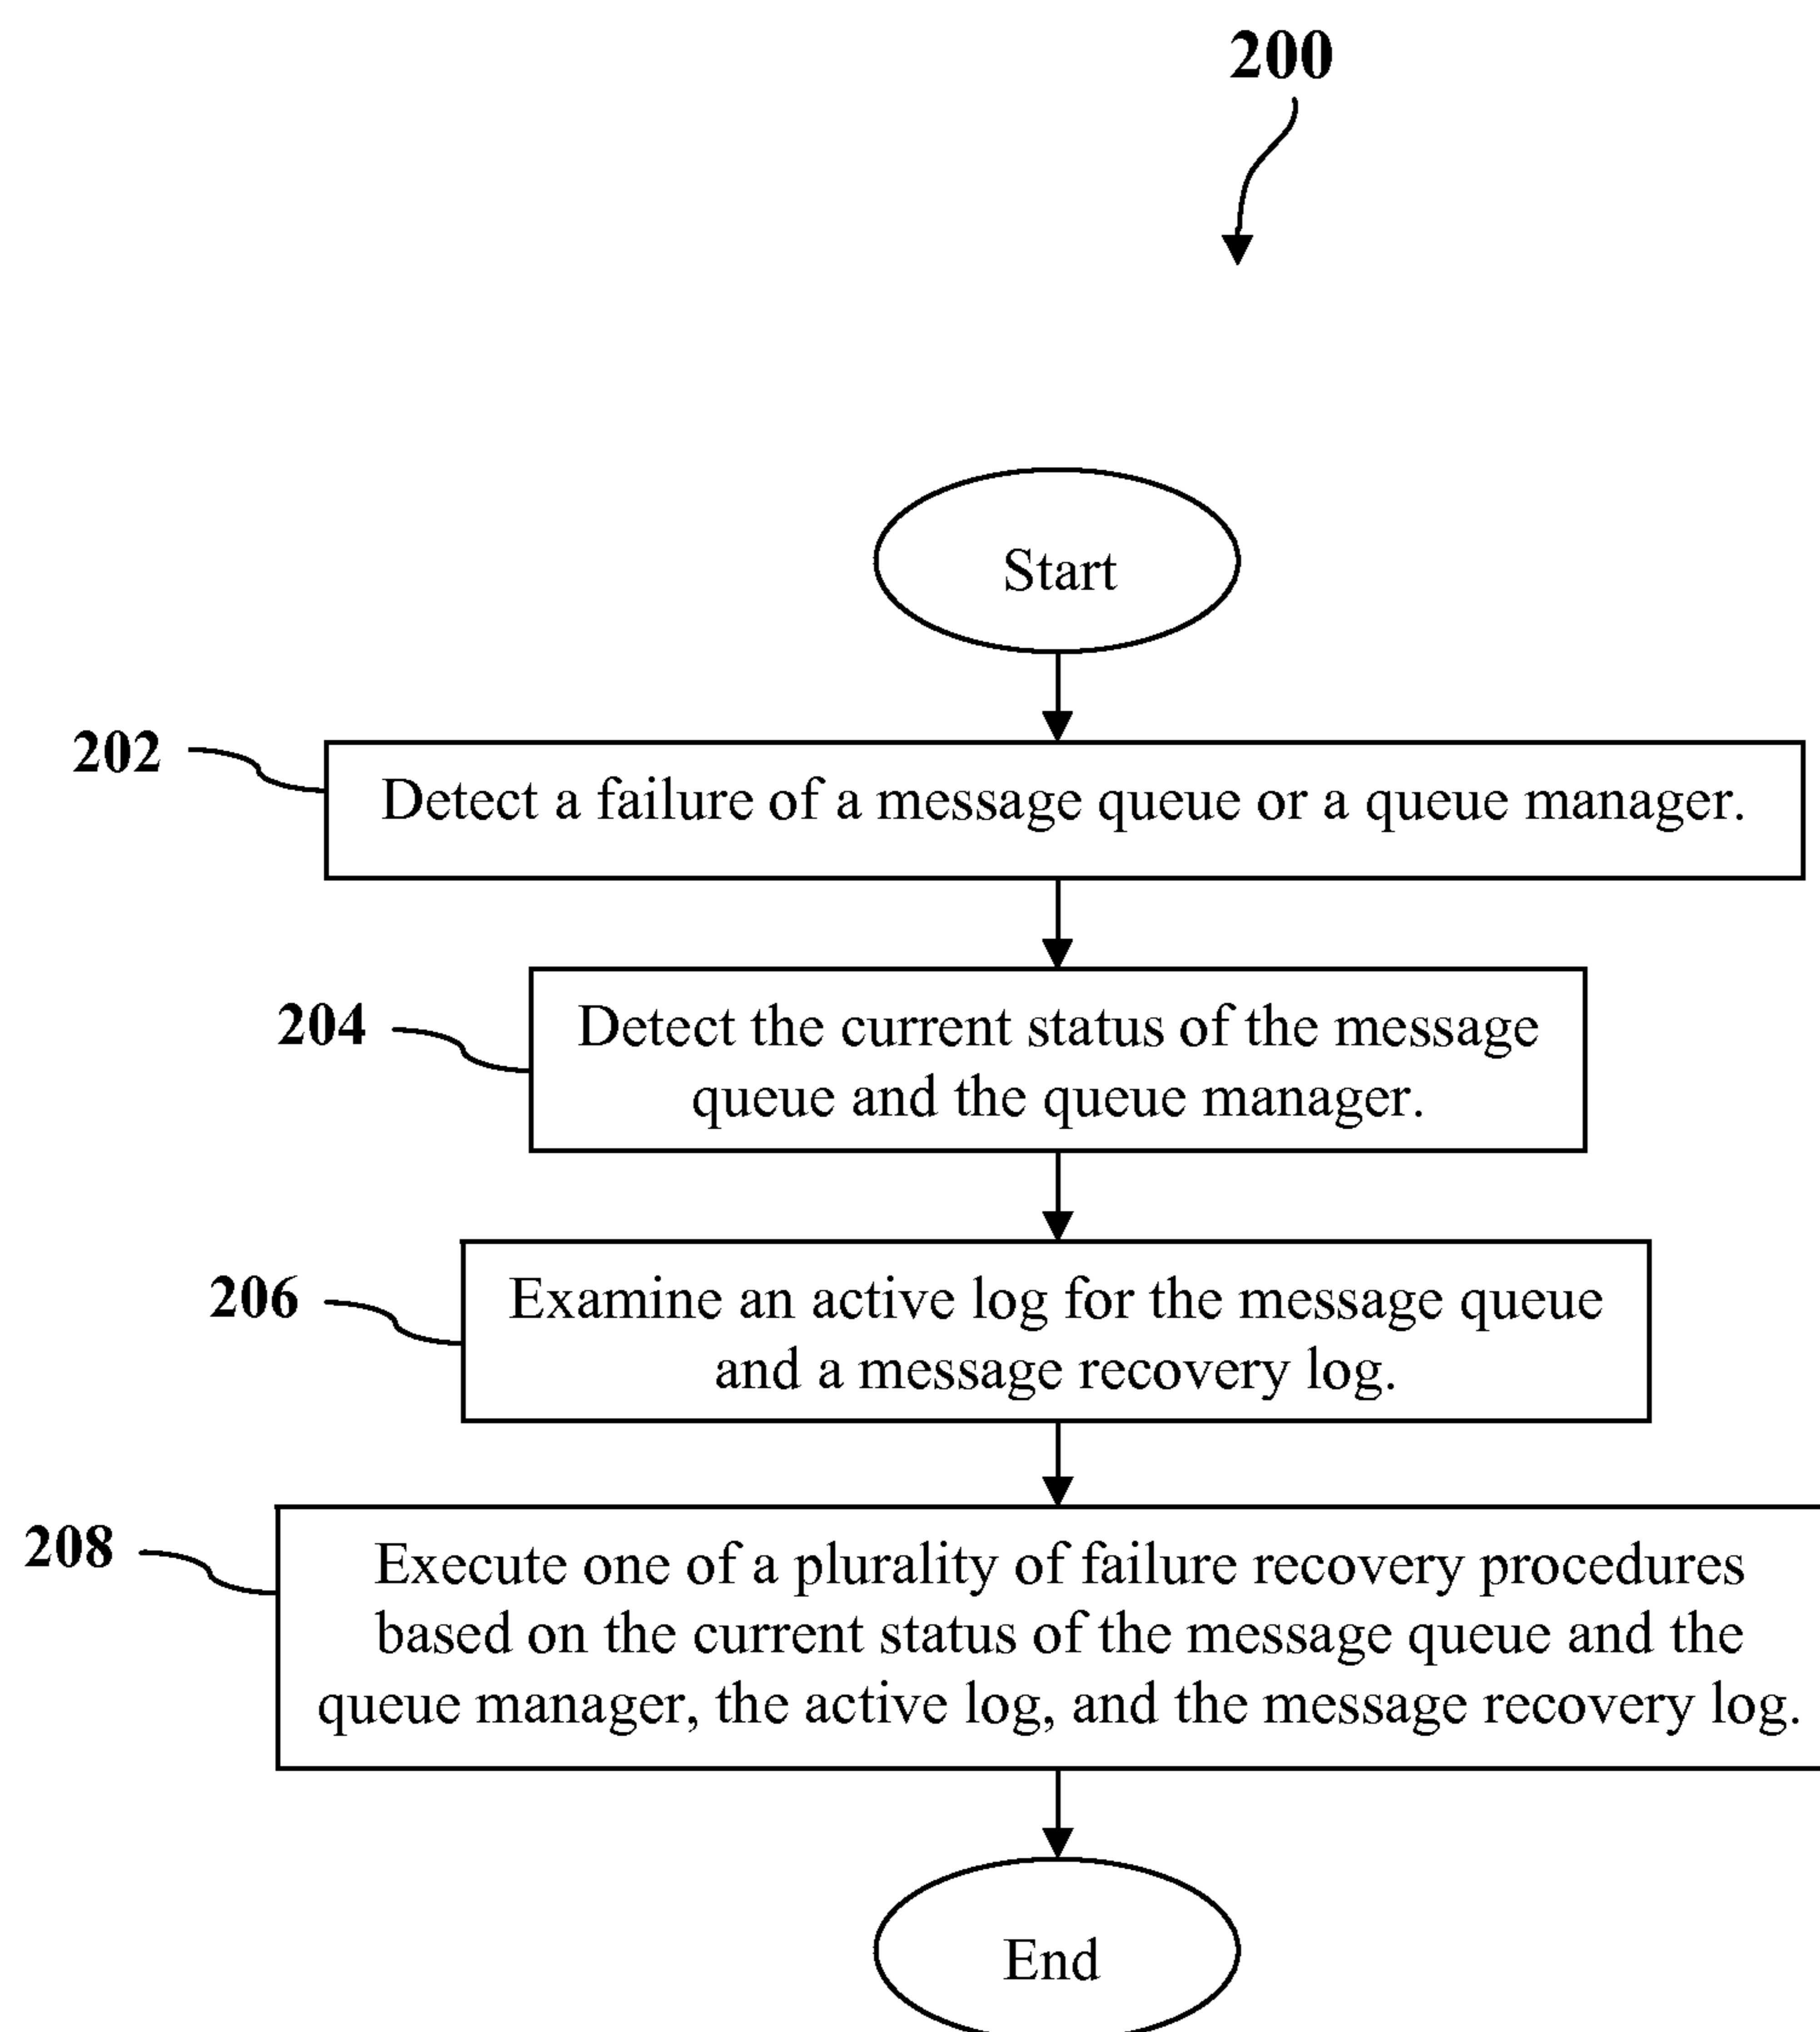 200
Start
202
Detect a failure of a message queue or a queue manager.
204
Detect the current status of the message
queue and the queue manager.
206
Examine an active log for the message queue
and a message recovery log.
208
Execute one of a plurality of failure recovery procedures
based on the current status of the message queue and the
queue manager, the active log, and the message recovery log.
End